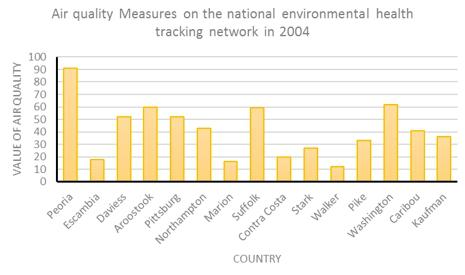 Air quality Measures on the national environmental health
tracking network in 2004
VALUE OF AIR QUALITY
100
90
80
70
60
50
40
30
20
10
0
Peoria
Escambia
Daviess
Aroostook
Pittsburg
Northampton
Marion
Suffolk
Contra Costa
Stark
Walker
Pike
Washington
Caribou
Kaufman
COUNTRY